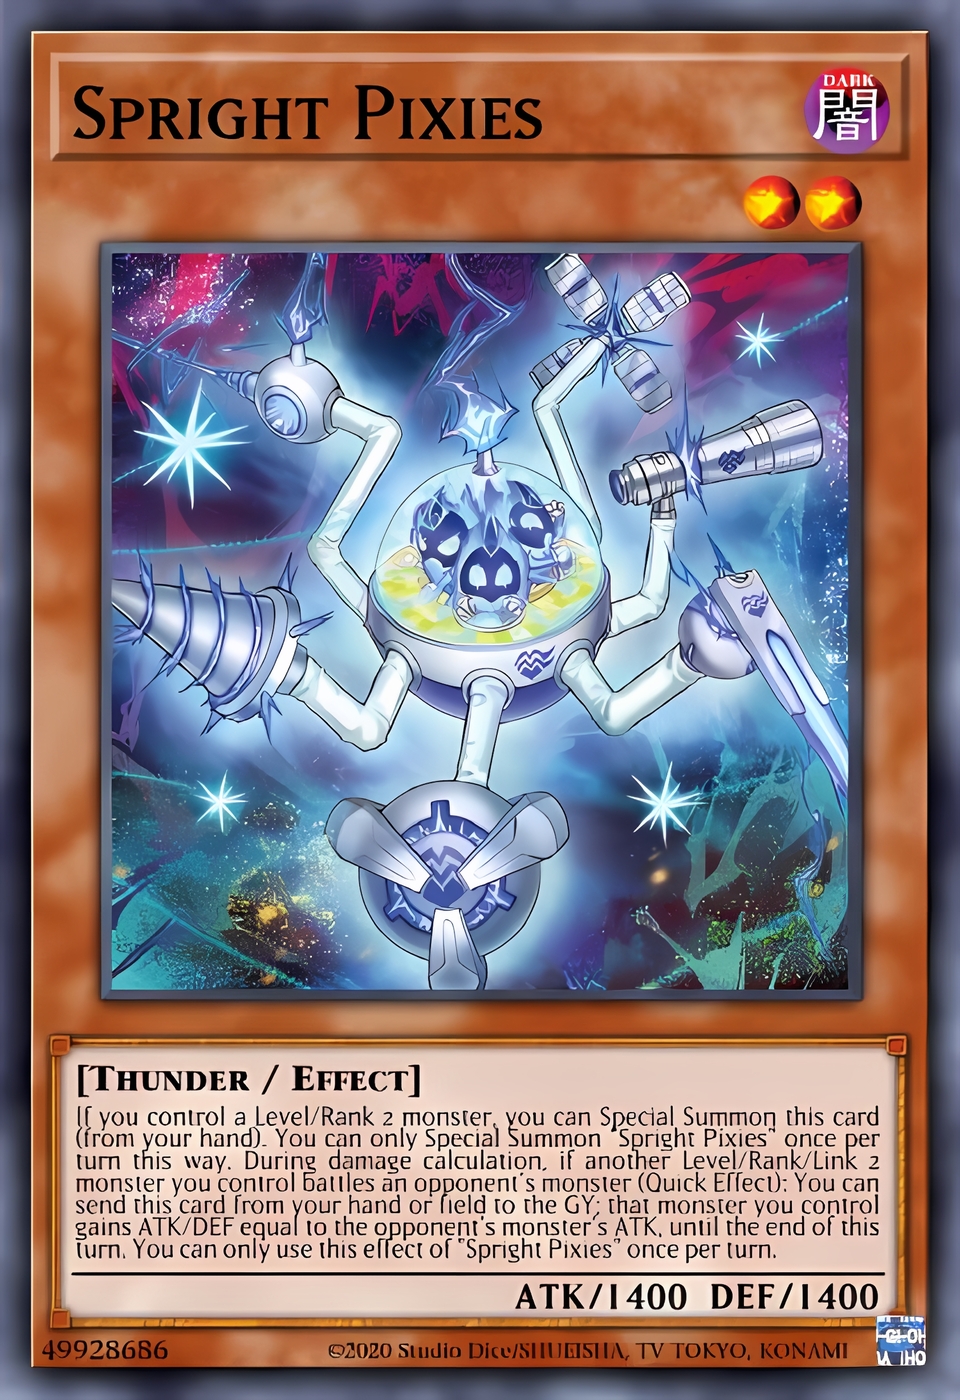 SPRIGHT PIXIES
DARK
闇
[THUNDER / EFFECT]
If you control a Level/Rank 2 monster, you can Special Summon this card
(from your hand). You can only Special Summon "Spright Pixies" once per
turn this way. During damage calculation, if another Level/Rank/Link 2
monster you control battles an opponent's monster (Quick Effect): You can
send this card from your hand or field to the GY; that monster you control
gains ATK/DEF equal to the opponent's monster's ATK, until the end of this
turn. You can only use this effect of "Spright Pixies" once per turn.
ATK/1400 DEF/1400
49928686
©2020 Studio Dice/SHUEISHA, TV TOKYO, KONAMI